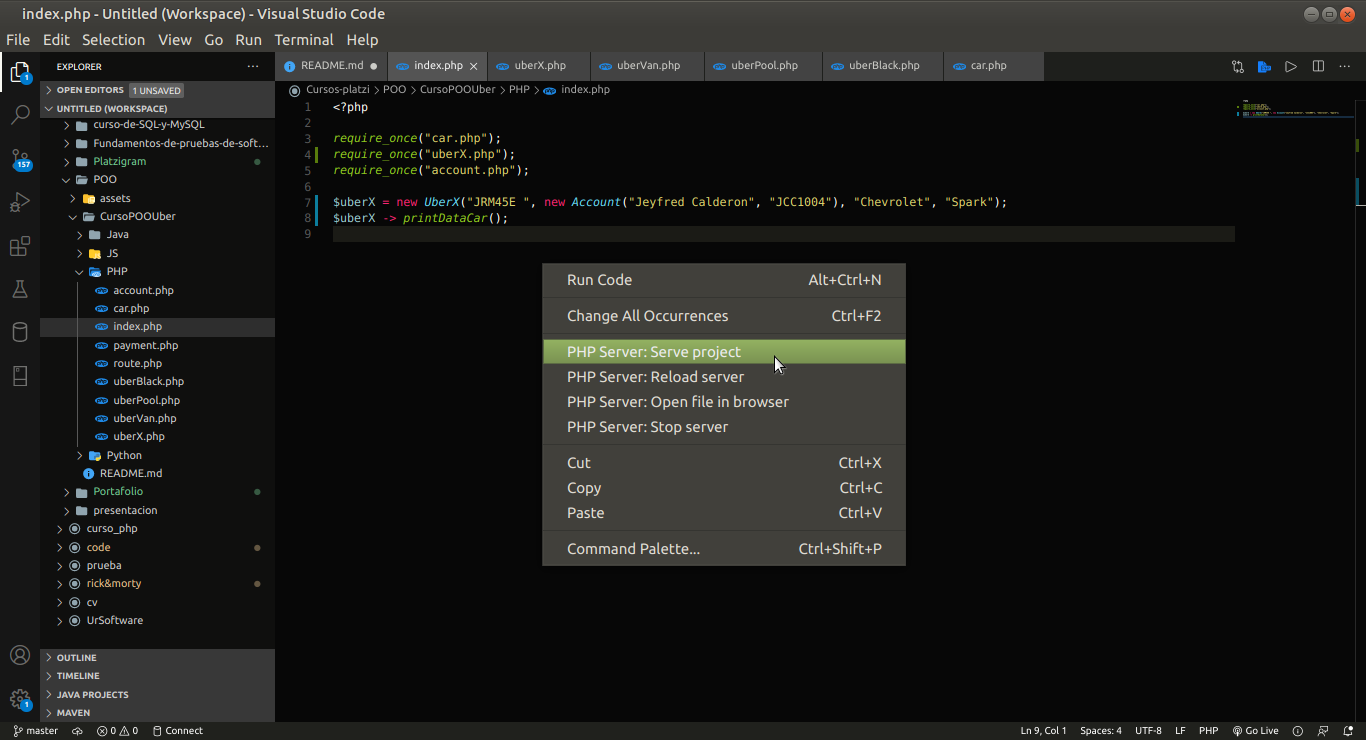 index.php - Untitled (Workspace) - Visual Studio Code
File Edit Selection View Go Run Terminal Help
EXPLORER
OPEN EDITORS 1 UNSAVED
UNTITLED (WORKSPACE)
curso-de-SQL-y-MySQL
Fundamentos-de-pruebas-de-soft...
Platzigram
POO
assets
CursoPOOUber
Java
JS
PHP
account.php
car.php
index.php
payment.php
route.php
uberBlack.php
uberPool.php
uberVan.php
uberX.php
Python
README.md
Portafolio
presentacion
curso_php
code
prueba
rick&morty
cv
UrSoftware
OUTLINE
TIMELINE
JAVA PROJECTS
MAVEN
1
157
1
README.md index.php uberX.php uberVan.php uberPool.php uberBlack.php car.php
Cursos-platzi > POO > CursoPOOUber > PHP > index.php
1 <?php
2
3 require_once("car.php");
4 require_once("uberX.php");
5 require_once("account.php");
6
7 $uberX = new UberX("JRM45E ", new Account("Jeyfred Calderon", "JCC1004"), "Chevrolet", "Spark");
8 $uberX -> printDataCar();
9
Run Code Alt+Ctrl+N
Change All Occurrences Ctrl+F2
PHP Server: Serve project
PHP Server: Reload server
PHP Server: Open file in browser
PHP Server: Stop server
Cut Ctrl+X
Copy Ctrl+C
Paste Ctrl+V
Command Palette... Ctrl+Shift+P
master 0 0 Connect Ln 9, Col 1 Spaces: 4 UTF-8 LF PHP Go Live